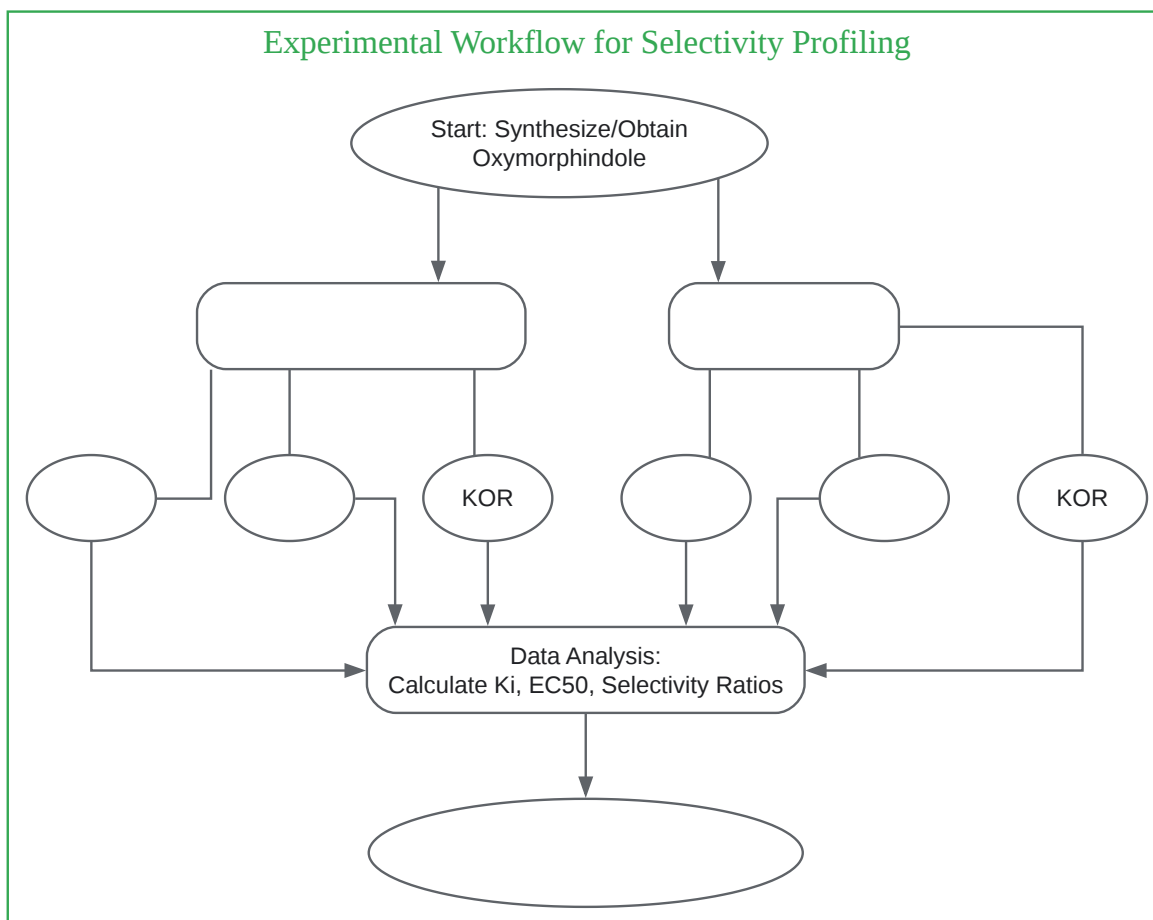 Experimental Workflow for Selectivity Profiling
Start: Synthesize/Obtain
Oxymorphindole
KOR
KOR
Data Analysis:
Calculate Ki, EC50, Selectivity Ratios